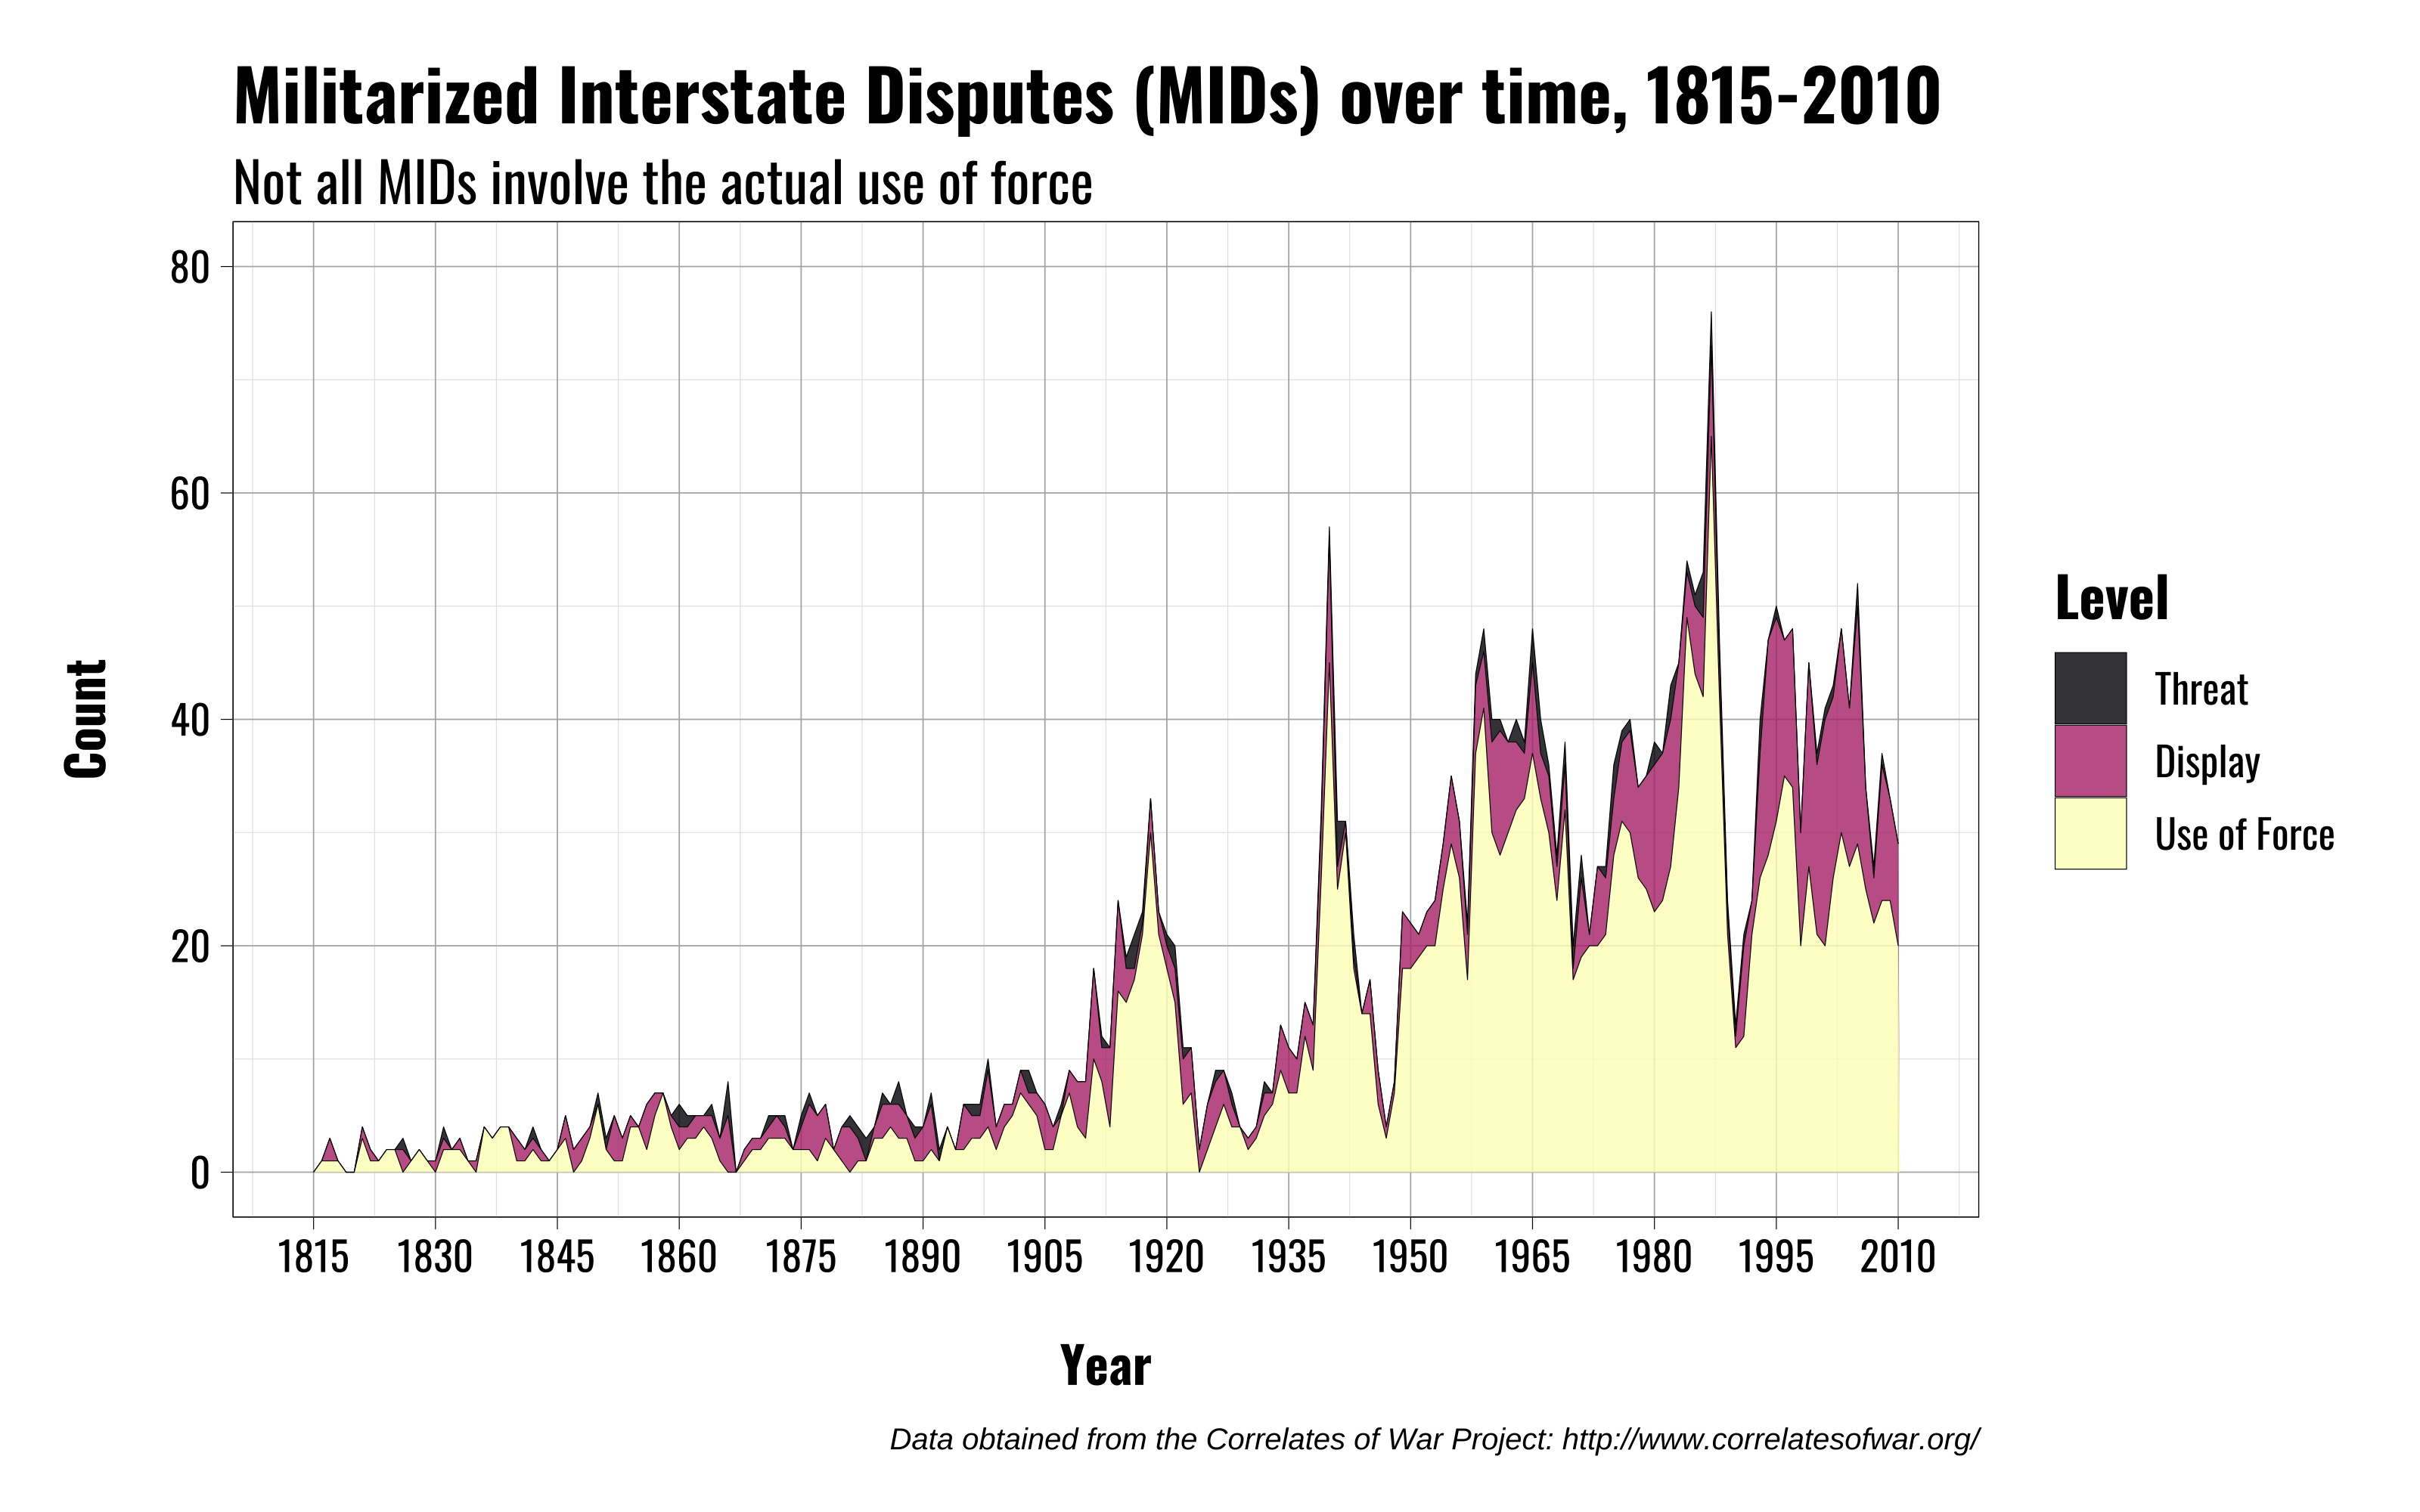 Militarized Interstate Disputes (MIDs) over time, 1815-2010
Not all MIDs involve the actual use of force
80
60
40
20
0
Count
1815 1830 1845 1860 1875 1890 1905 1920 1935 1950 1965 1980 1995 2010
Year
Level
Threat
Display
Use of Force
Data obtained from the Correlates of War Project: http://www.correlatesofwar.org/